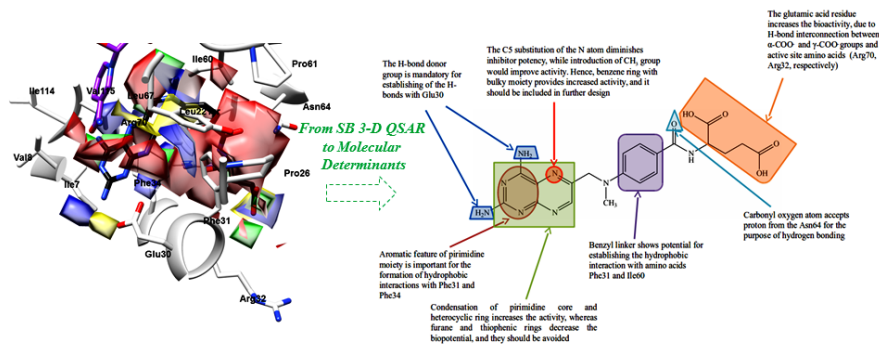 Ile60
Pro61
Ile114
Val115
Leu67
Asn64
Leu22
Arg70
Val8
Ile7
Phe34
Pro26
Phe31
Glu30
Arg32
From SB 3-D QSAR
to Molecular
Determinants
The H-bond donor
group is mandatory for
establishing of the H-
bonds with Glu30
The C5 substitution of the N atom diminishes
inhibitor potency, while introduction of CH3 group
would improve activity. Hence, benzene ring with
bulky moiety provides increased activity, and it
should be included in further design
The glutamic acid residue
increases the bioactivity, due to
H-bond interconnection between
α-COO- and γ-COO-groups and
active site amino acids (Arg70,
Arg32, respectively)
NH2
H2N
N
N
N
N
N
CH3
O
N
H
HO
O
O
OH
Aromatic feature of pirimidine
moiety is important for the
formation of hydrophobic
interactions with Phe31 and
Phe34
Benzyl linker shows potential for
establishing the hydrophobic
interaction with amino acids
Phe31 and Ile60
Carbonyl oxygen atom accepts
proton from the Asn64 for the
purpose of hydrogen bonding
Condensation of pirimidine core and
heterocyclic ring increases the activity, whereas
furane and thiophenic rings decrease the
biopotential, and they should be avoided